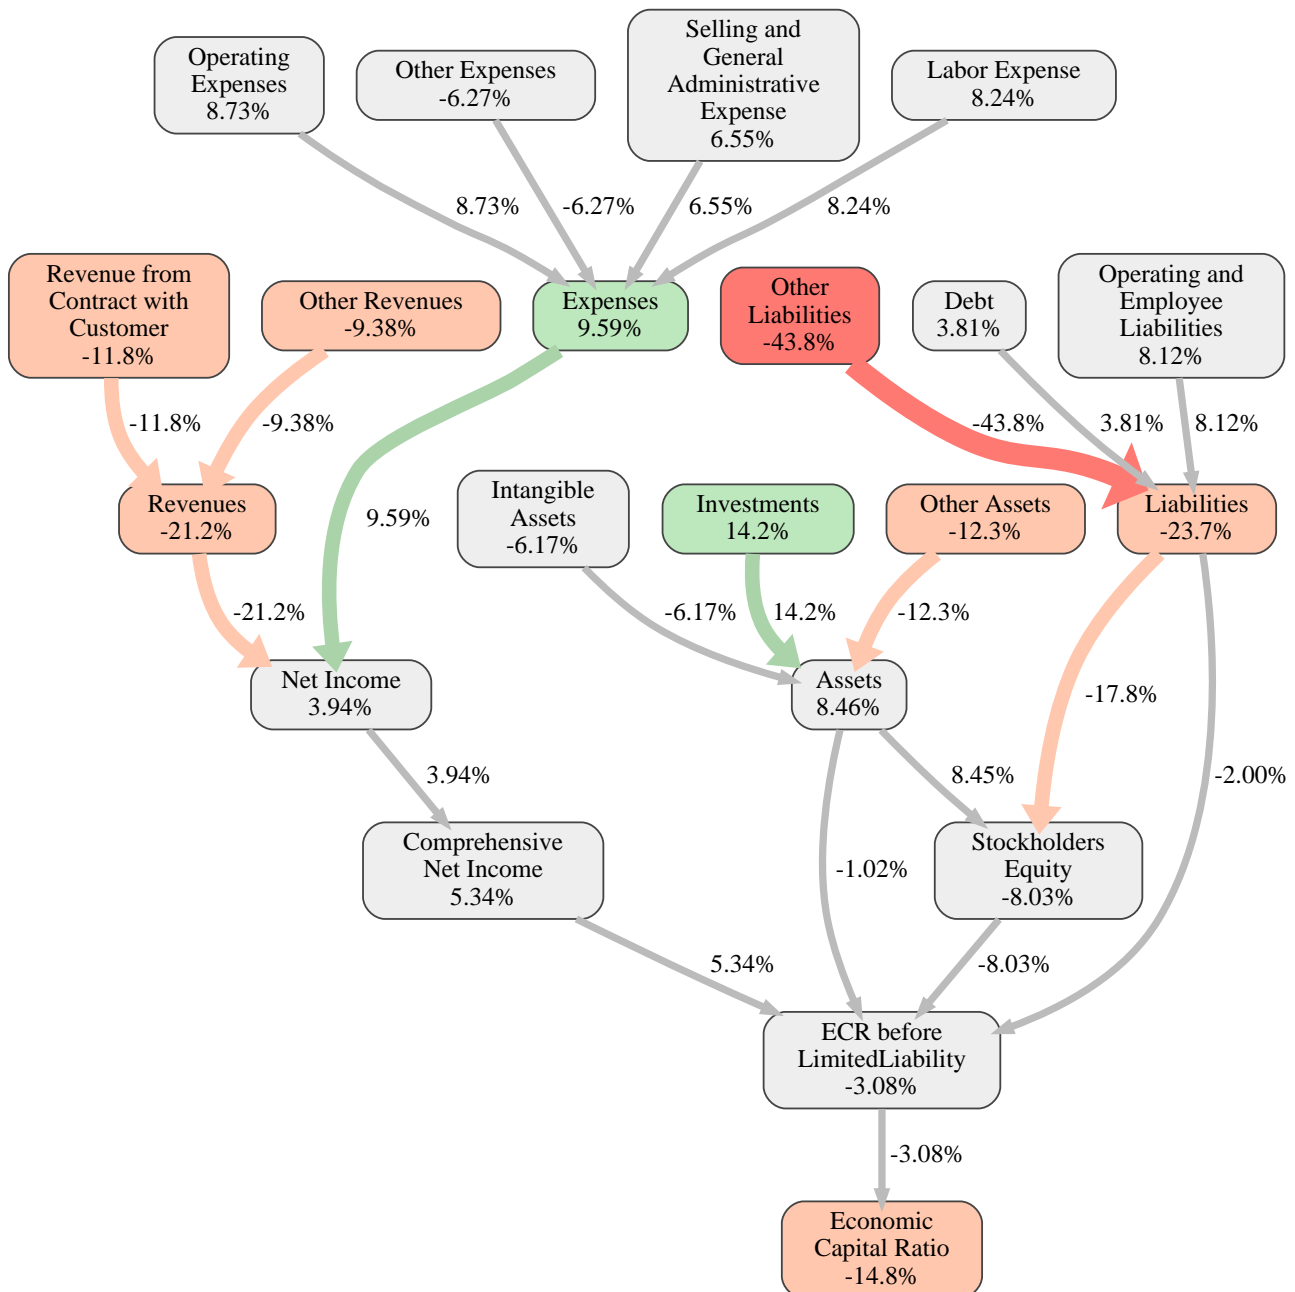 Operating
Expenses
8.73%
Other Expenses
-6.27%
Selling and
General
Administrative
Expense
6.55%
Labor Expense
8.24%
8.73%
-6.27%
6.55%
8.24%
Revenue from
Contract with
Customer
-11.8%
Other Revenues
-9.38%
Expenses
9.59%
Other
Liabilities
-43.8%
Debt
3.81%
Operating and
Employee
Liabilities
8.12%
-11.8%
-9.38%
-43.8%
3.81%
8.12%
Revenues
-21.2%
9.59%
Intangible
Assets
-6.17%
Investments
14.2%
Other Assets
-12.3%
Liabilities
-23.7%
-21.2%
-6.17%
14.2%
-12.3%
Net Income
3.94%
Assets
8.46%
-17.8%
3.94%
8.45%
-2.00%
Comprehensive
Net Income
5.34%
-1.02%
Stockholders
Equity
-8.03%
5.34%
-8.03%
ECR before
LimitedLiability
-3.08%
-3.08%
Economic
Capital Ratio
-14.8%